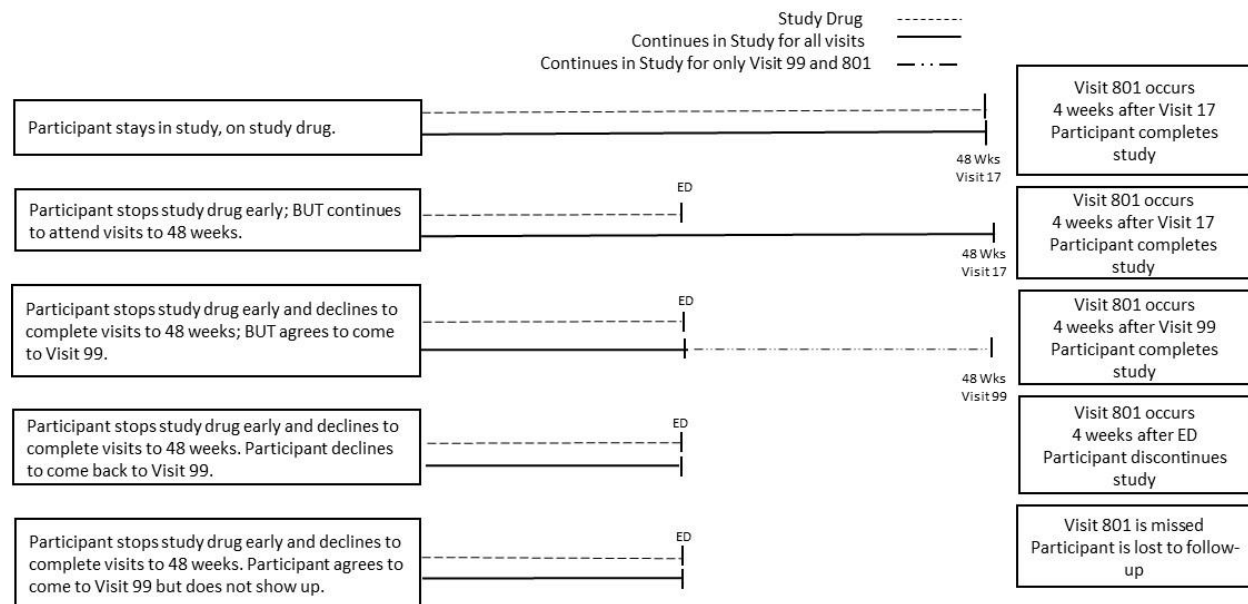 Study Drug
Continues in Study for all visits
Continues in Study for only Visit 99 and 801
Participant stays in study, on study drug.
48 Wks
Visit 17
Visit 801 occurs
4 weeks after Visit 17
Participant completes
study
Participant stops study drug early; BUT continues
to attend visits to 48 weeks.
ED
48 Wks
Visit 17
Visit 801 occurs
4 weeks after Visit 17
Participant completes
study
Participant stops study drug early and declines to
complete visits to 48 weeks; BUT agrees to come
to Visit 99.
ED
48 Wks
Visit 99
Visit 801 occurs
4 weeks after Visit 99
Participant completes
study
Participant stops study drug early and declines to
complete visits to 48 weeks. Participant declines
to come back to Visit 99.
ED
Visit 801 occurs
4 weeks after ED
Participant discontinues
study
Participant stops study drug early and declines to
complete visits to 48 weeks. Participant agrees to
come to Visit 99 but does not show up.
ED
Visit 801 is missed
Participant is lost to follow-
up